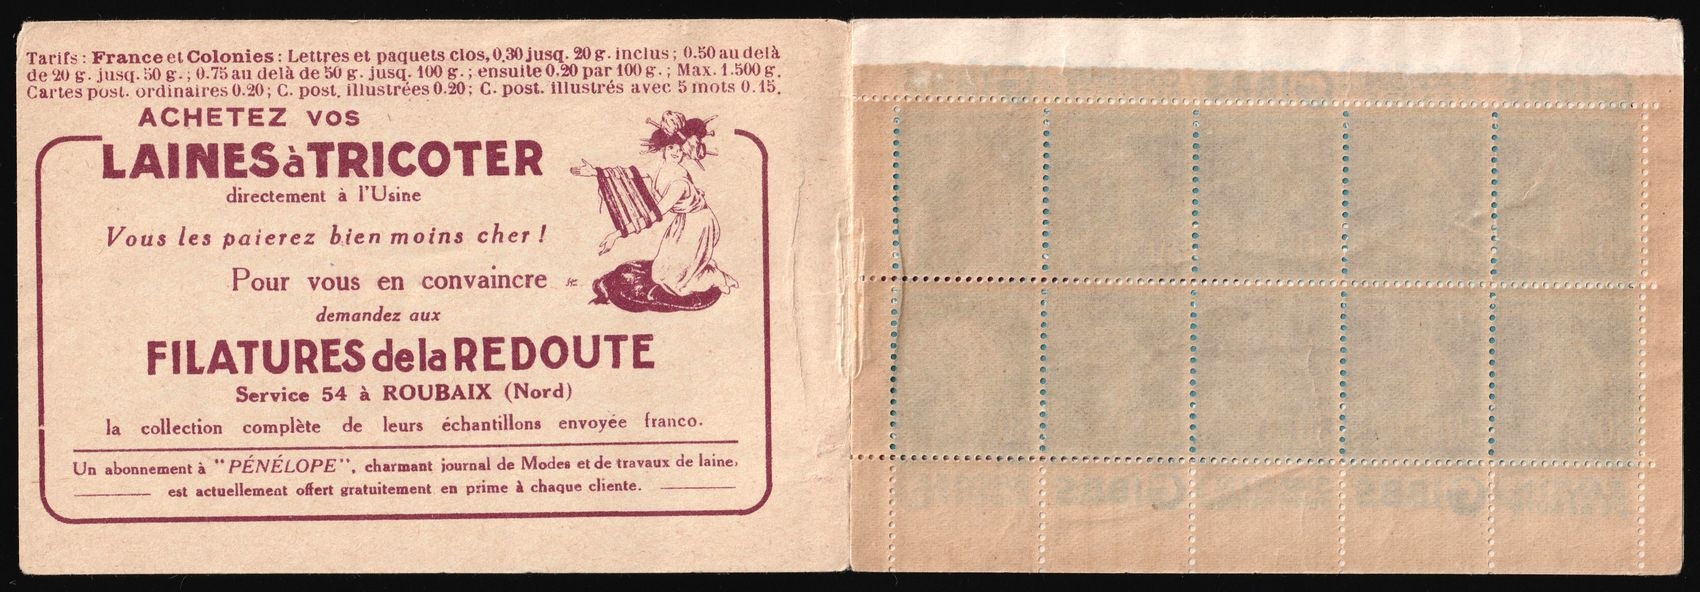 Tarifs : France et Colonies : Lettres et paquets clos, 0,30 jusq. 20 g. inclus ; 0.50 au delà
de 20 g. jusq. 50 g. ; 0.75 au delà de 50 g. jusq. 100 g. ; ensuite 0.20 par 100 g. ; Max. 1.500 g.
Cartes post. ordinaires 0.20 ; C. post. illustrées 0.20 ; C. post. illustrés avec 5 mots 0.15.
ACHETEZ VOS
LAINES à TRICOTER
directement à l'Usine
Vous les paierez bien moins cher !
Pour vous en convaincre
demandez aux
FILATURES de la REDOUTE
Service 54 à ROUBAIX (Nord)
la collection complète de leurs échantillons envoyée franco.
Un abonnement à "PÉNÉLOPE", charmant journal de Modes et de travaux de laine,
est actuellement offert gratuitement en prime à chaque cliente.